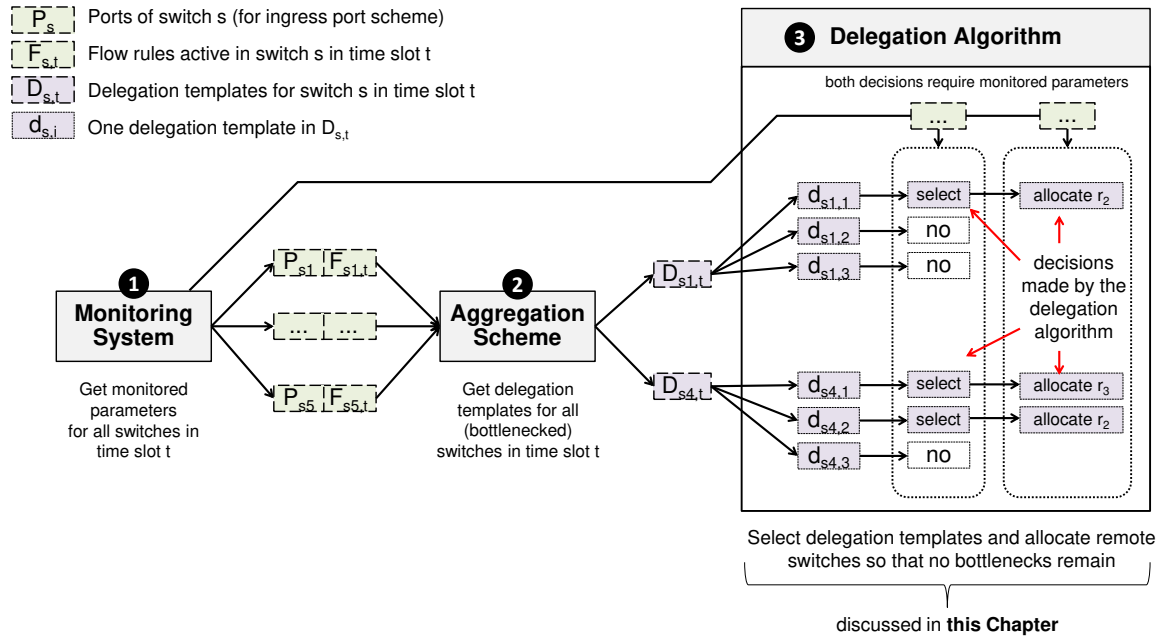 P_s Ports of switch s (for ingress port scheme)
F_s,t Flow rules active in switch s in time slot t
D_s,t Delegation templates for switch s in time slot t
d_s,i One delegation template in D_s,t
3 Delegation Algorithm
both decisions require monitored parameters
... ...
d_s1,1 select allocate r_2
d_s1,2 no
d_s1,3 no
decisions
made by the
delegation
algorithm
1
Monitoring
System
Get monitored
parameters
for all switches in
time slot t
P_s1 F_s1,t
... ...
P_s5 F_s5,t
2
Aggregation
Scheme
Get delegation
templates for all
(bottlenecked)
switches in time slot t
D_s1,t
D_s4,t
d_s4,1 select allocate r_3
d_s4,2 select allocate r_2
d_s4,3 no
Select delegation templates and allocate remote
switches so that no bottlenecks remain
discussed in this Chapter